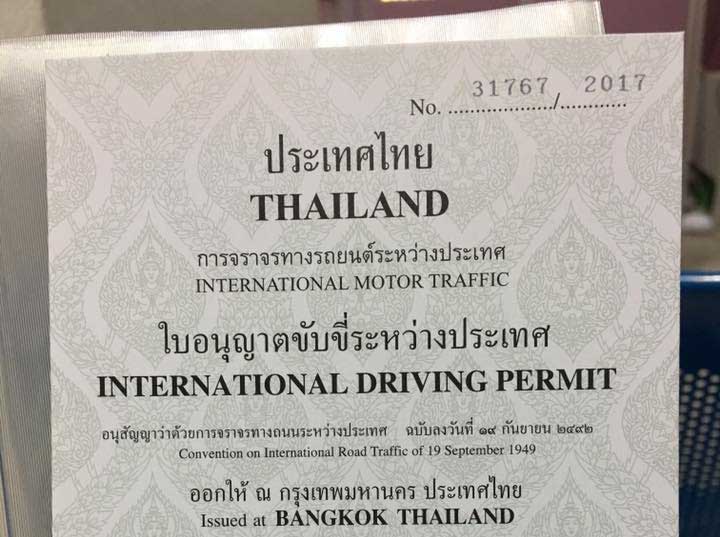 No. 31767 / 2017
ประเทศไทย
THAILAND
การจราจรทางรถยนต์ระหว่างประเทศ
INTERNATIONAL MOTOR TRAFFIC
ใบอนุญาตขับขี่ระหว่างประเทศ
INTERNATIONAL DRIVING PERMIT
อนุสัญญาว่าด้วยการจราจรทางถนนระหว่างประเทศ ฉบับลงวันที่ ๑๙ กันยายน ๒๔๙๒
Convention on International Road Traffic of 19 September 1949
ออกให้ ณ กรุงเทพมหานคร ประเทศไทย
Issued at BANGKOK THAILAND